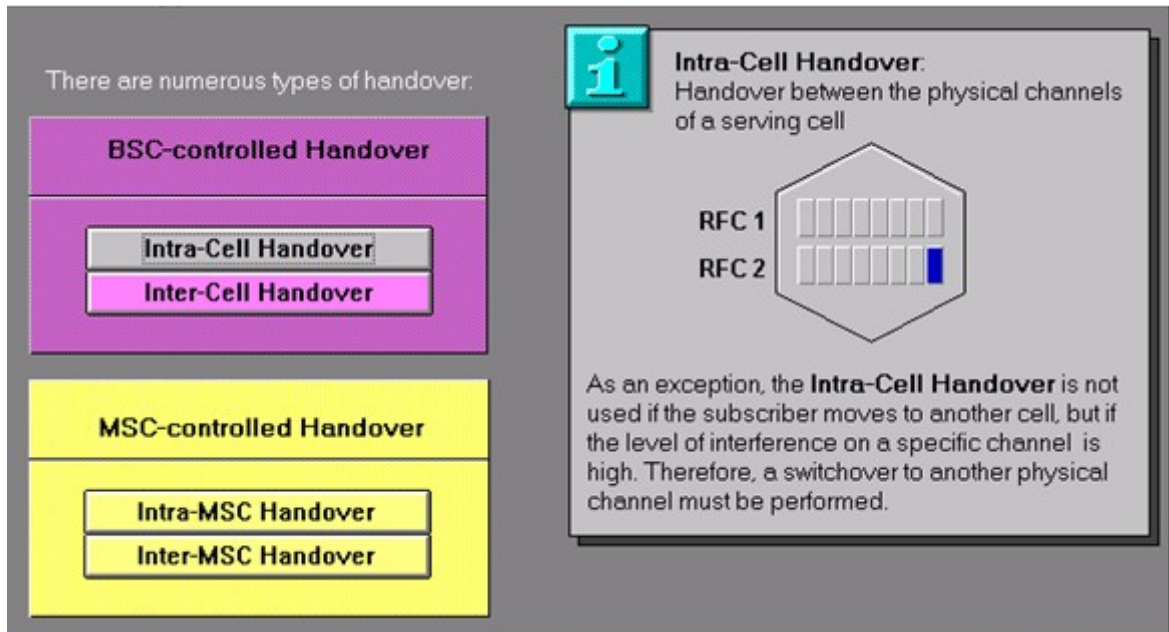 There are numerous types of handover:
BSC-controlled Handover
Intra-Cell Handover
Inter-Cell Handover
MSC-controlled Handover
Intra-MSC Handover
Inter-MSC Handover
i
Intra-Cell Handover:
Handover between the physical channels
of a serving cell
RFC 1
RFC 2
As an exception, the Intra-Cell Handover is not
used if the subscriber moves to another cell, but if
the level of interference on a specific channel is
high. Therefore, a switchover to another physical
channel must be performed.